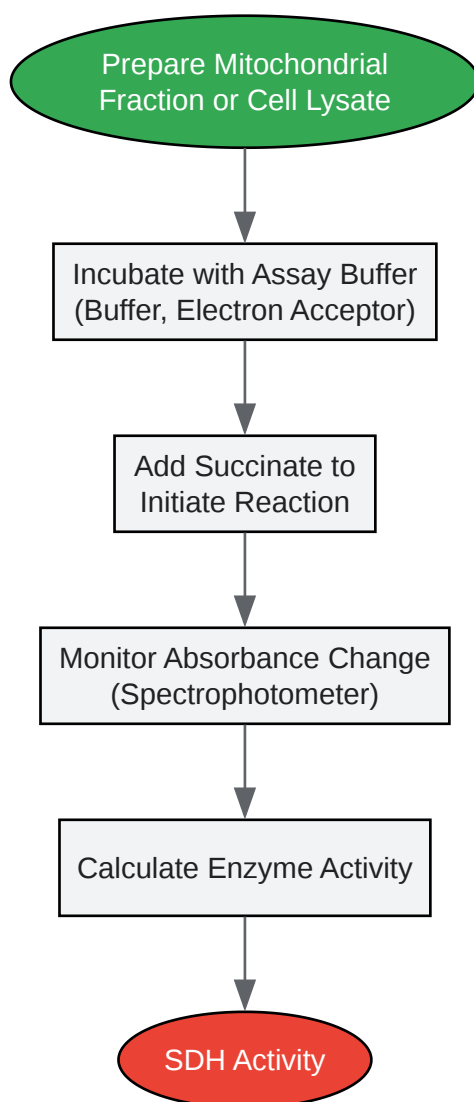 Prepare Mitochondrial
Fraction or Cell Lysate
Incubate with Assay Buffer
(Buffer, Electron Acceptor)
Add Succinate to
Initiate Reaction
Monitor Absorbance Change
(Spectrophotometer)
Calculate Enzyme Activity
SDH Activity